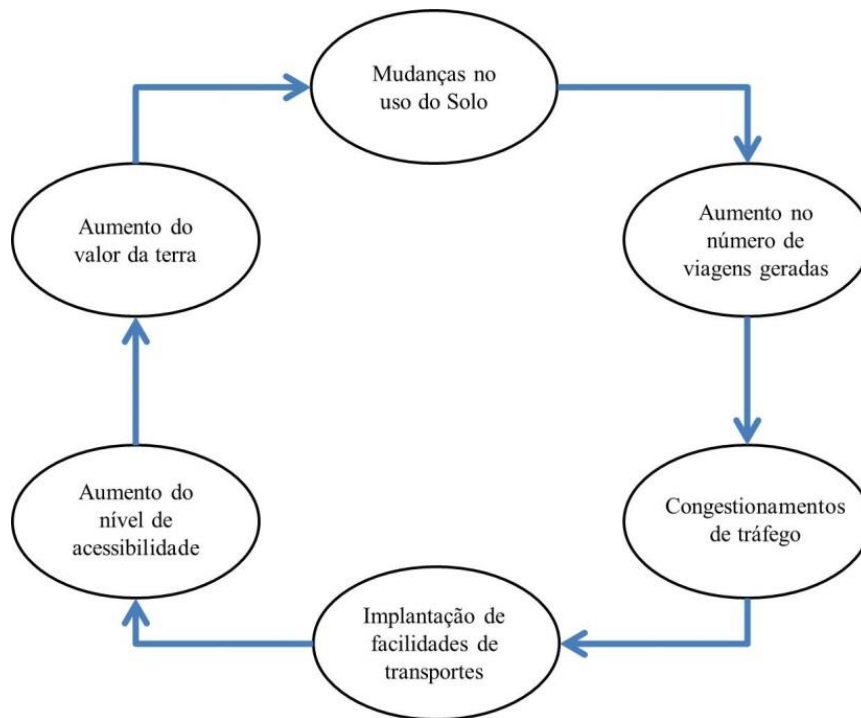 Mudanças no
uso do Solo
Aumento no
número de
viagens geradas
Congestionamentos
de tráfego
Implantação de
facilidades de
transportes
Aumento do
nível de
acessibilidade
Aumento do
valor da terra